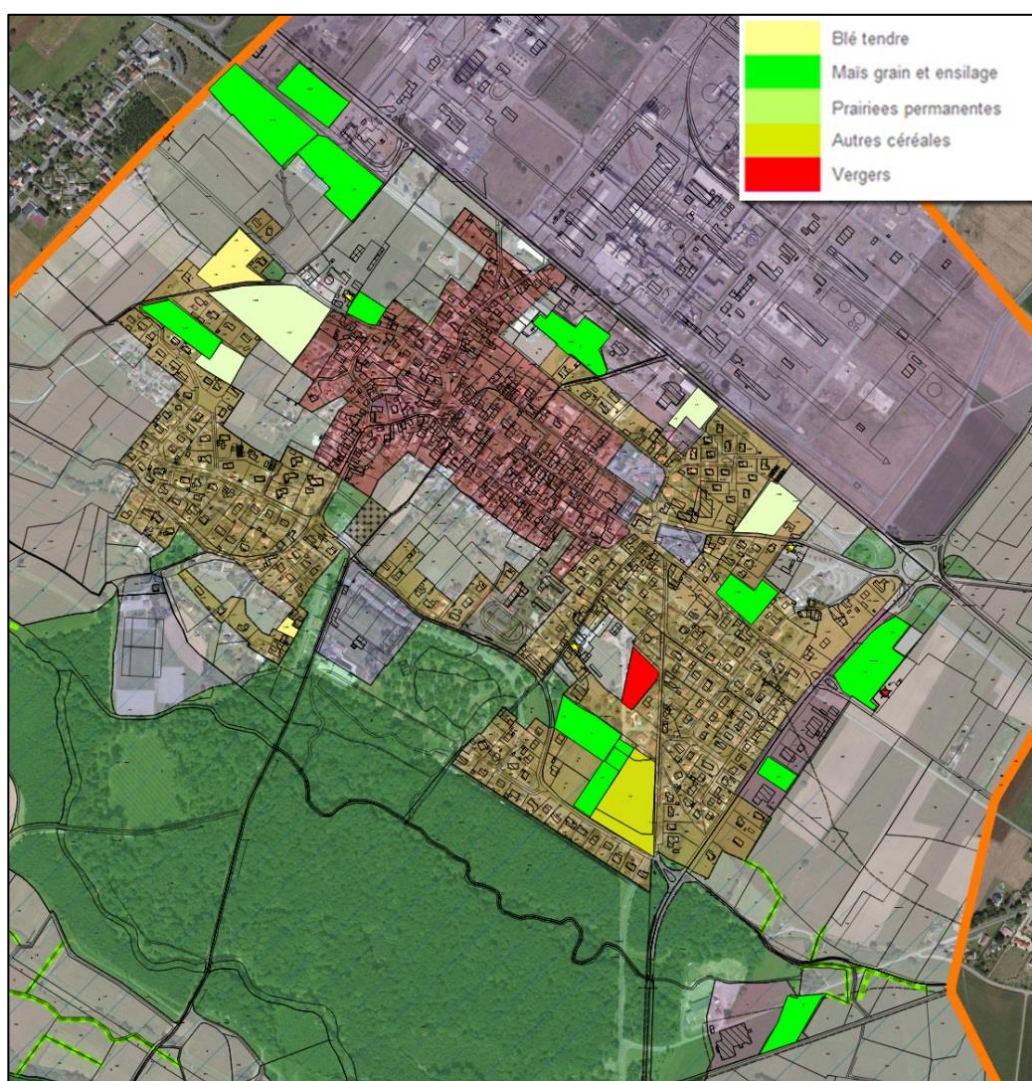 Blé tendre
Maïs grain et ensilage
Prairiees permanentes
Autres céréales
Vergers